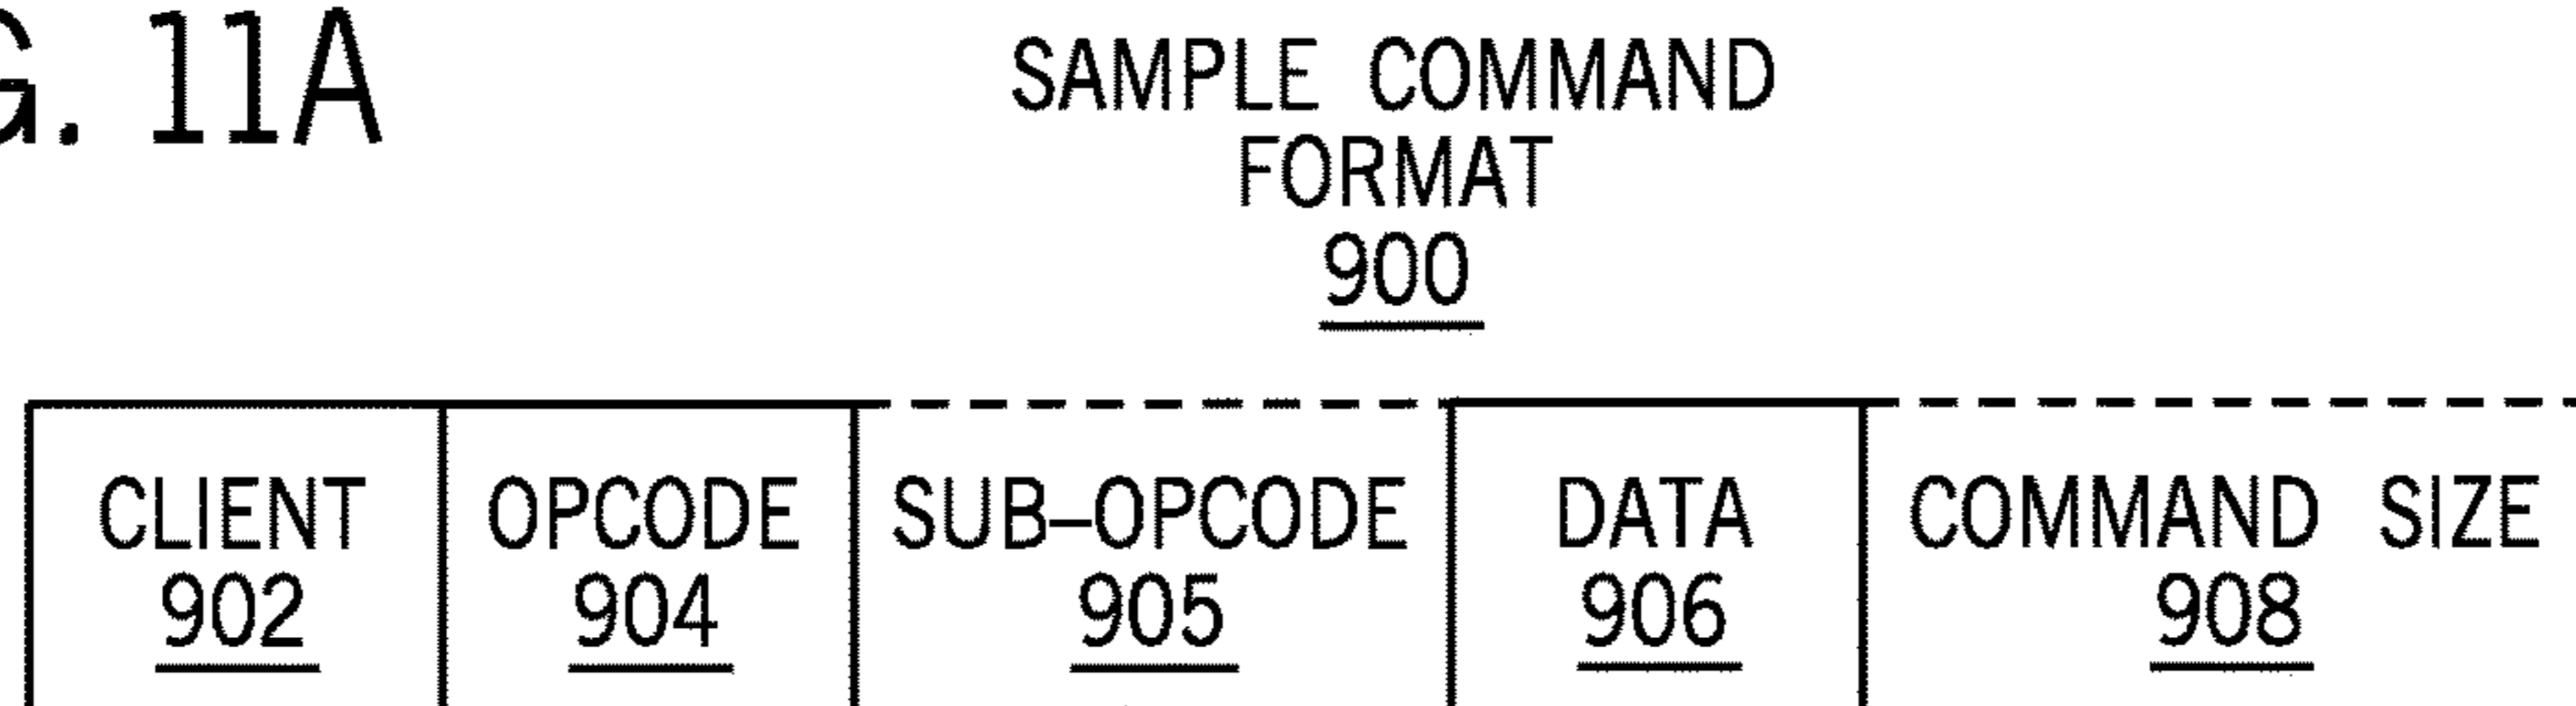 G. 11A
SAMPLE COMMAND
FORMAT
900
CLIENT OPCODE SUB–OPCODE DATA COMMAND SIZE
902 904 905 906 908